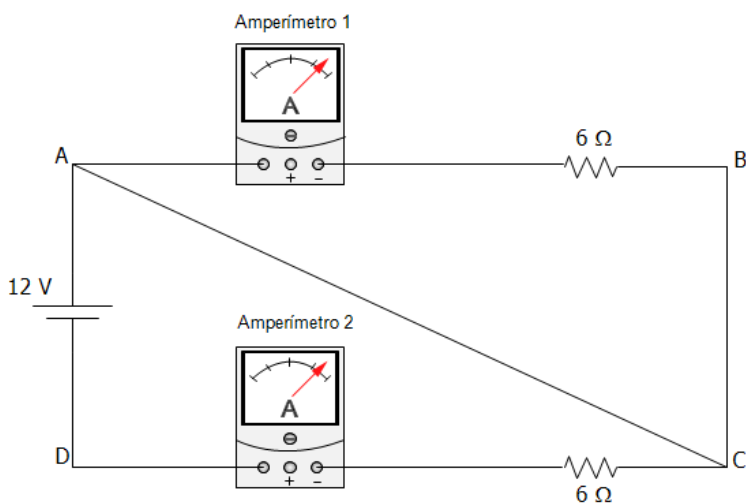 Amperímetro 1
A
+ −
6 Ω
A
B
12 V
Amperímetro 2
A
+ −
D
C
6 Ω